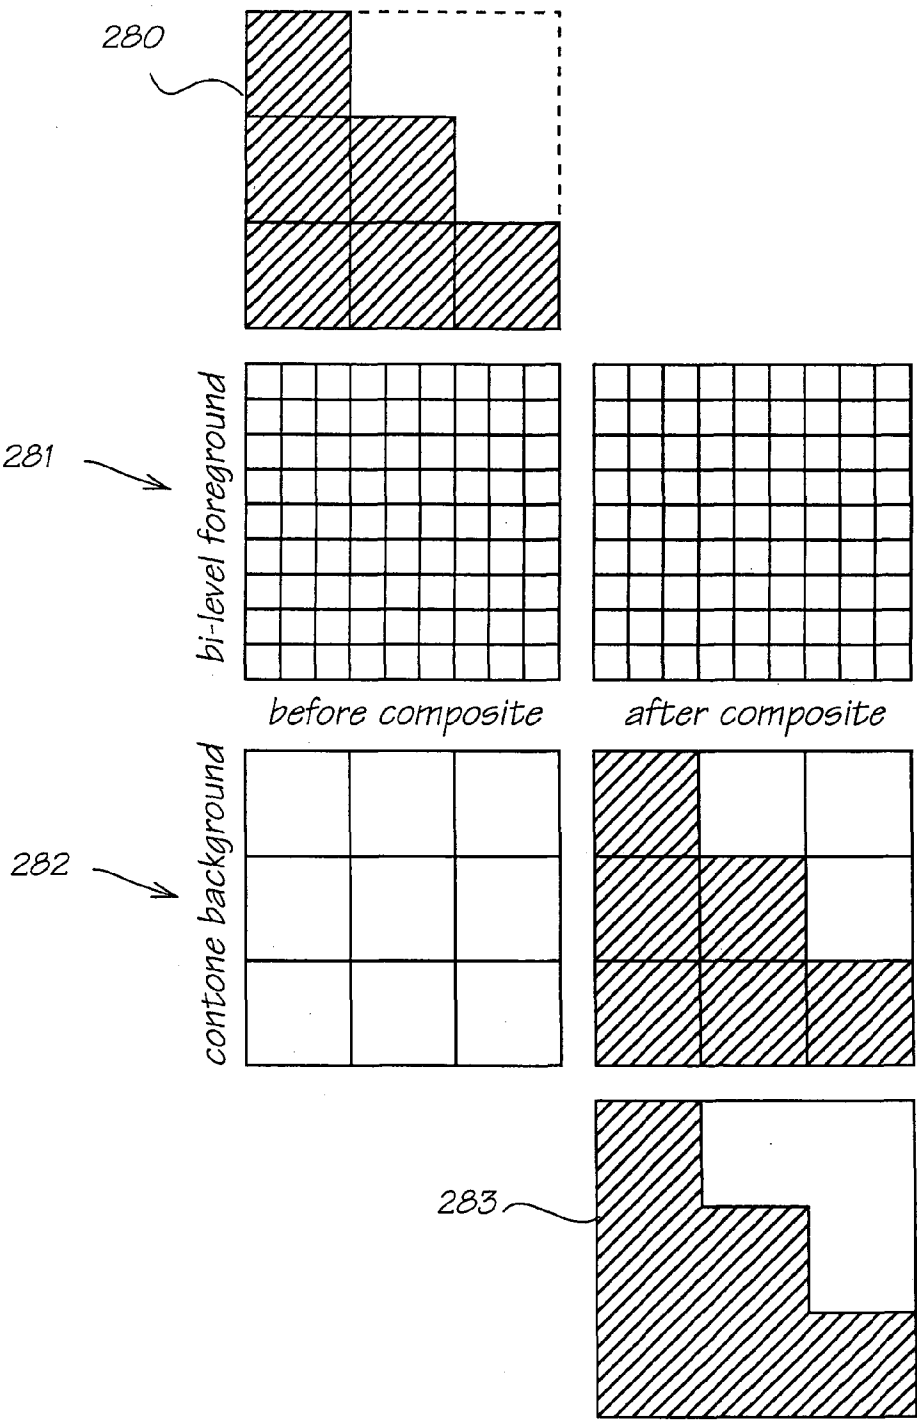 280
281
bi-level foreground
before composite
after composite
282
contone background
283